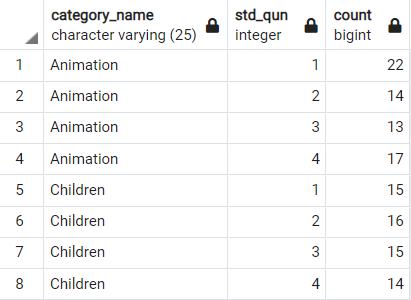 category_name std_qun count
character varying (25) integer bigint
1 Animation 1 22
2 Animation 2 14
3 Animation 3 13
4 Animation 4 17
5 Children 1 15
6 Children 2 16
7 Children 3 15
8 Children 4 14